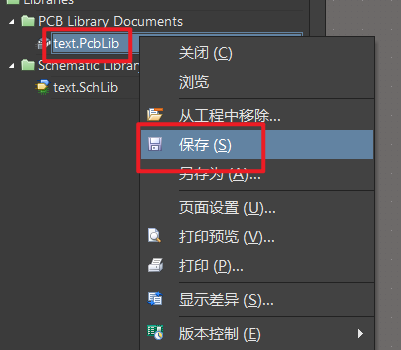 Libraries
PCB Library Documents
text.PcbLib
Schematic Library
text.SchLib
关闭 (C)
浏览
从工程中移除...
保存 (S)
另存为 (A)...
页面设置 (U)...
打印预览 (V)...
打印 (P)...
显示差异 (S)...
版本控制 (E)